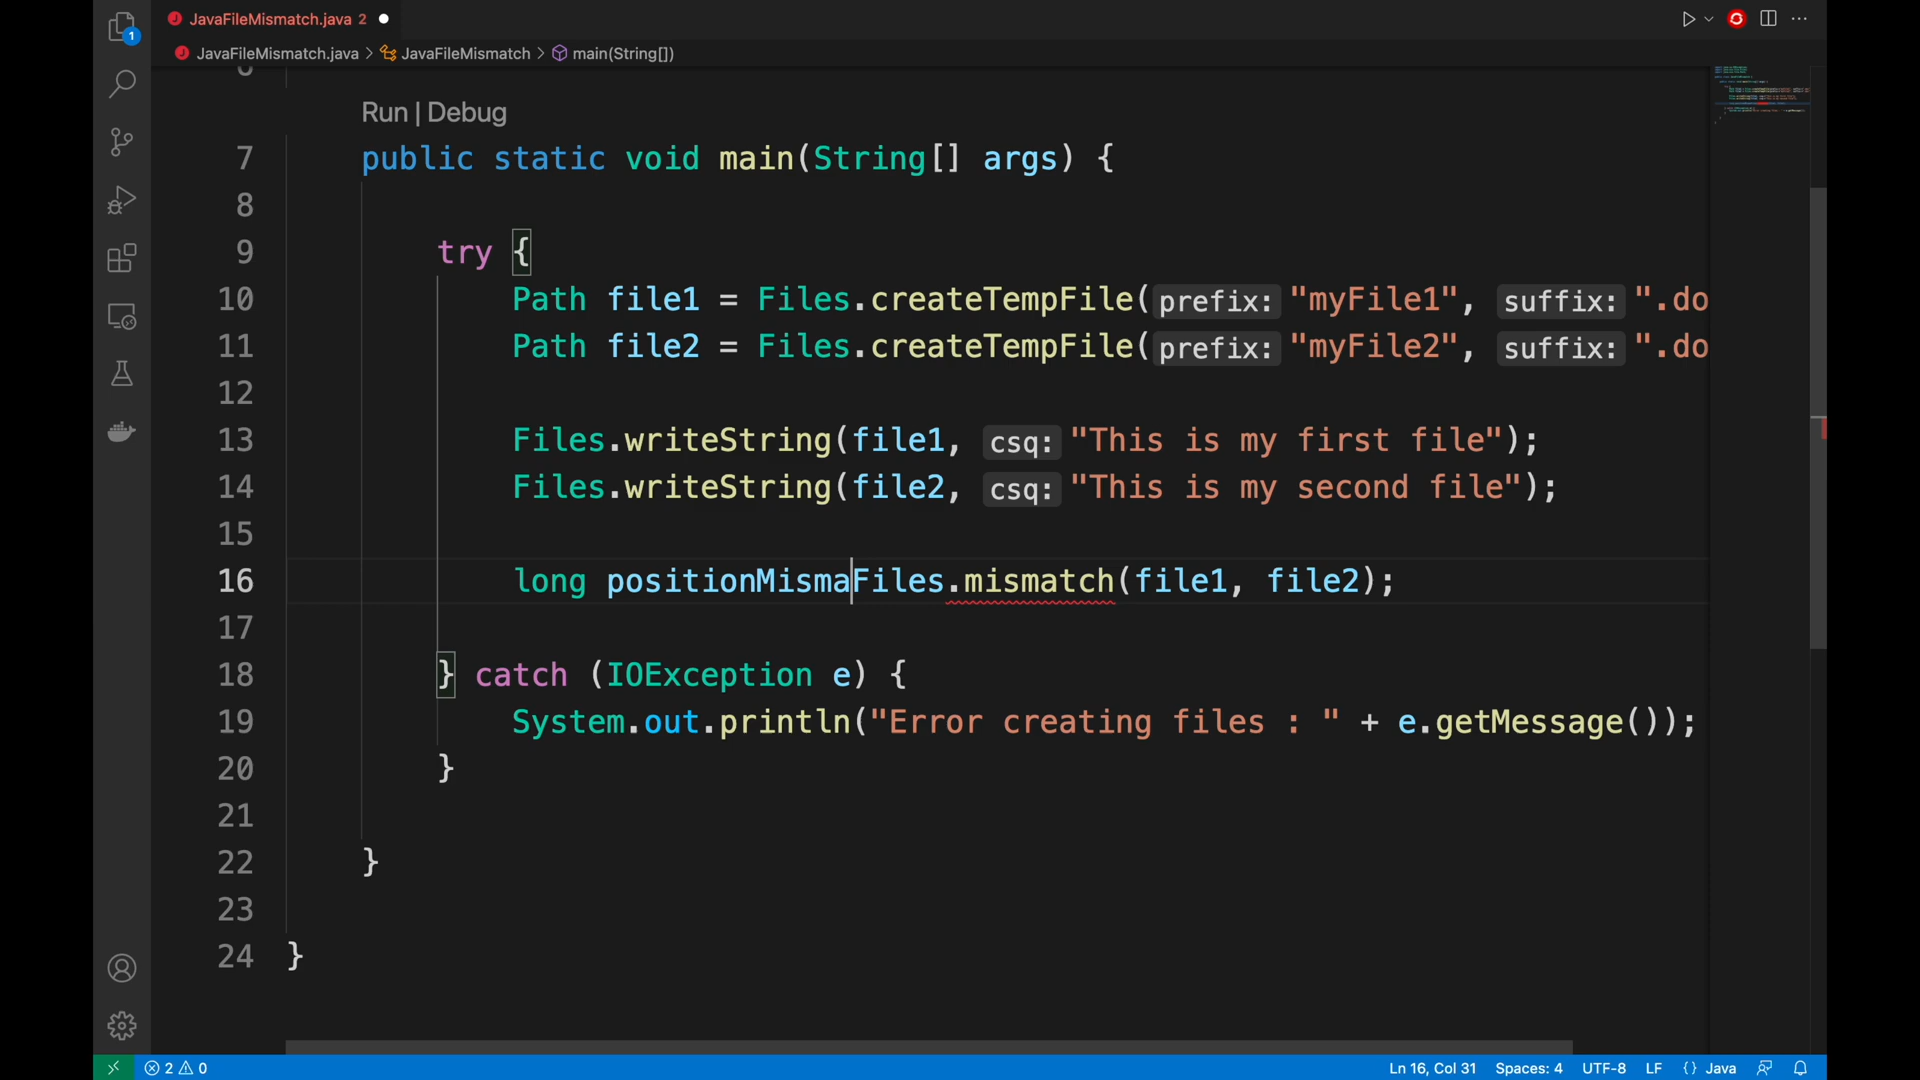 JavaFileMismatch.java 2
1
JavaFileMismatch.java > JavaFileMismatch > main(String[])
6
Run | Debug
7 public static void main(String[] args) {
8
9 try {
10 Path file1 = Files.createTempFile(prefix: "myFile1", suffix: ".do
11 Path file2 = Files.createTempFile(prefix: "myFile2", suffix: ".do
12
13 Files.writeString(file1, csq: "This is my first file");
14 Files.writeString(file2, csq: "This is my second file");
15
16 long positionMismaFiles.mismatch(file1, file2);
17
18 } catch (IOException e) {
19 System.out.println("Error creating files : " + e.getMessage());
20 }
21
22 }
23
24 }
2 0 Ln 16, Col 31 Spaces: 4 UTF-8 LF {} Java